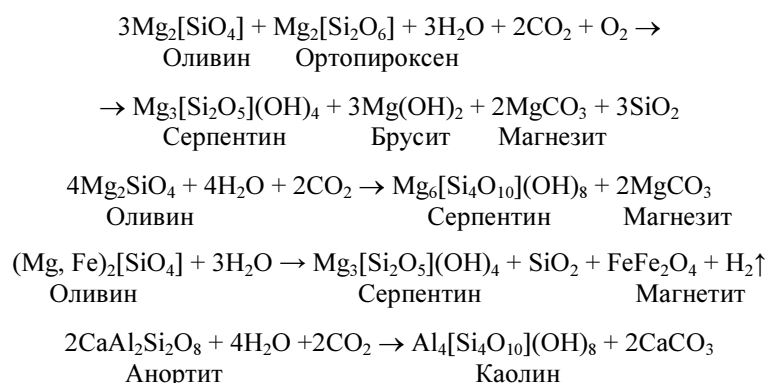 3Mg₂[SiO₄] + Mg₂[Si₂O₆] + 3H₂O + 2CO₂ + O₂ →
Оливин Ортопироксен
→ Mg₃[Si₂O₅](OH)₄ + 3Mg(OH)₂ + 2MgCO₃ + 3SiO₂
Серпентин Брусит Магнезит
4Mg₂SiO₄ + 4H₂O + 2CO₂ → Mg₆[Si₄O₁₀](OH)₈ + 2MgCO₃
Оливин Серпентин Магнезит
(Mg, Fe)₂[SiO₄] + 3H₂O → Mg₃[Si₂O₅](OH)₄ + SiO₂ + FeFe₂O₄ + H₂↑
Оливин Серпентин Магнетит
2CaAl₂Si₂O₈ + 4H₂O +2CO₂ → Al₄[Si₄O₁₀](OH)₈ + 2CaCO₃
Анортит Каолин